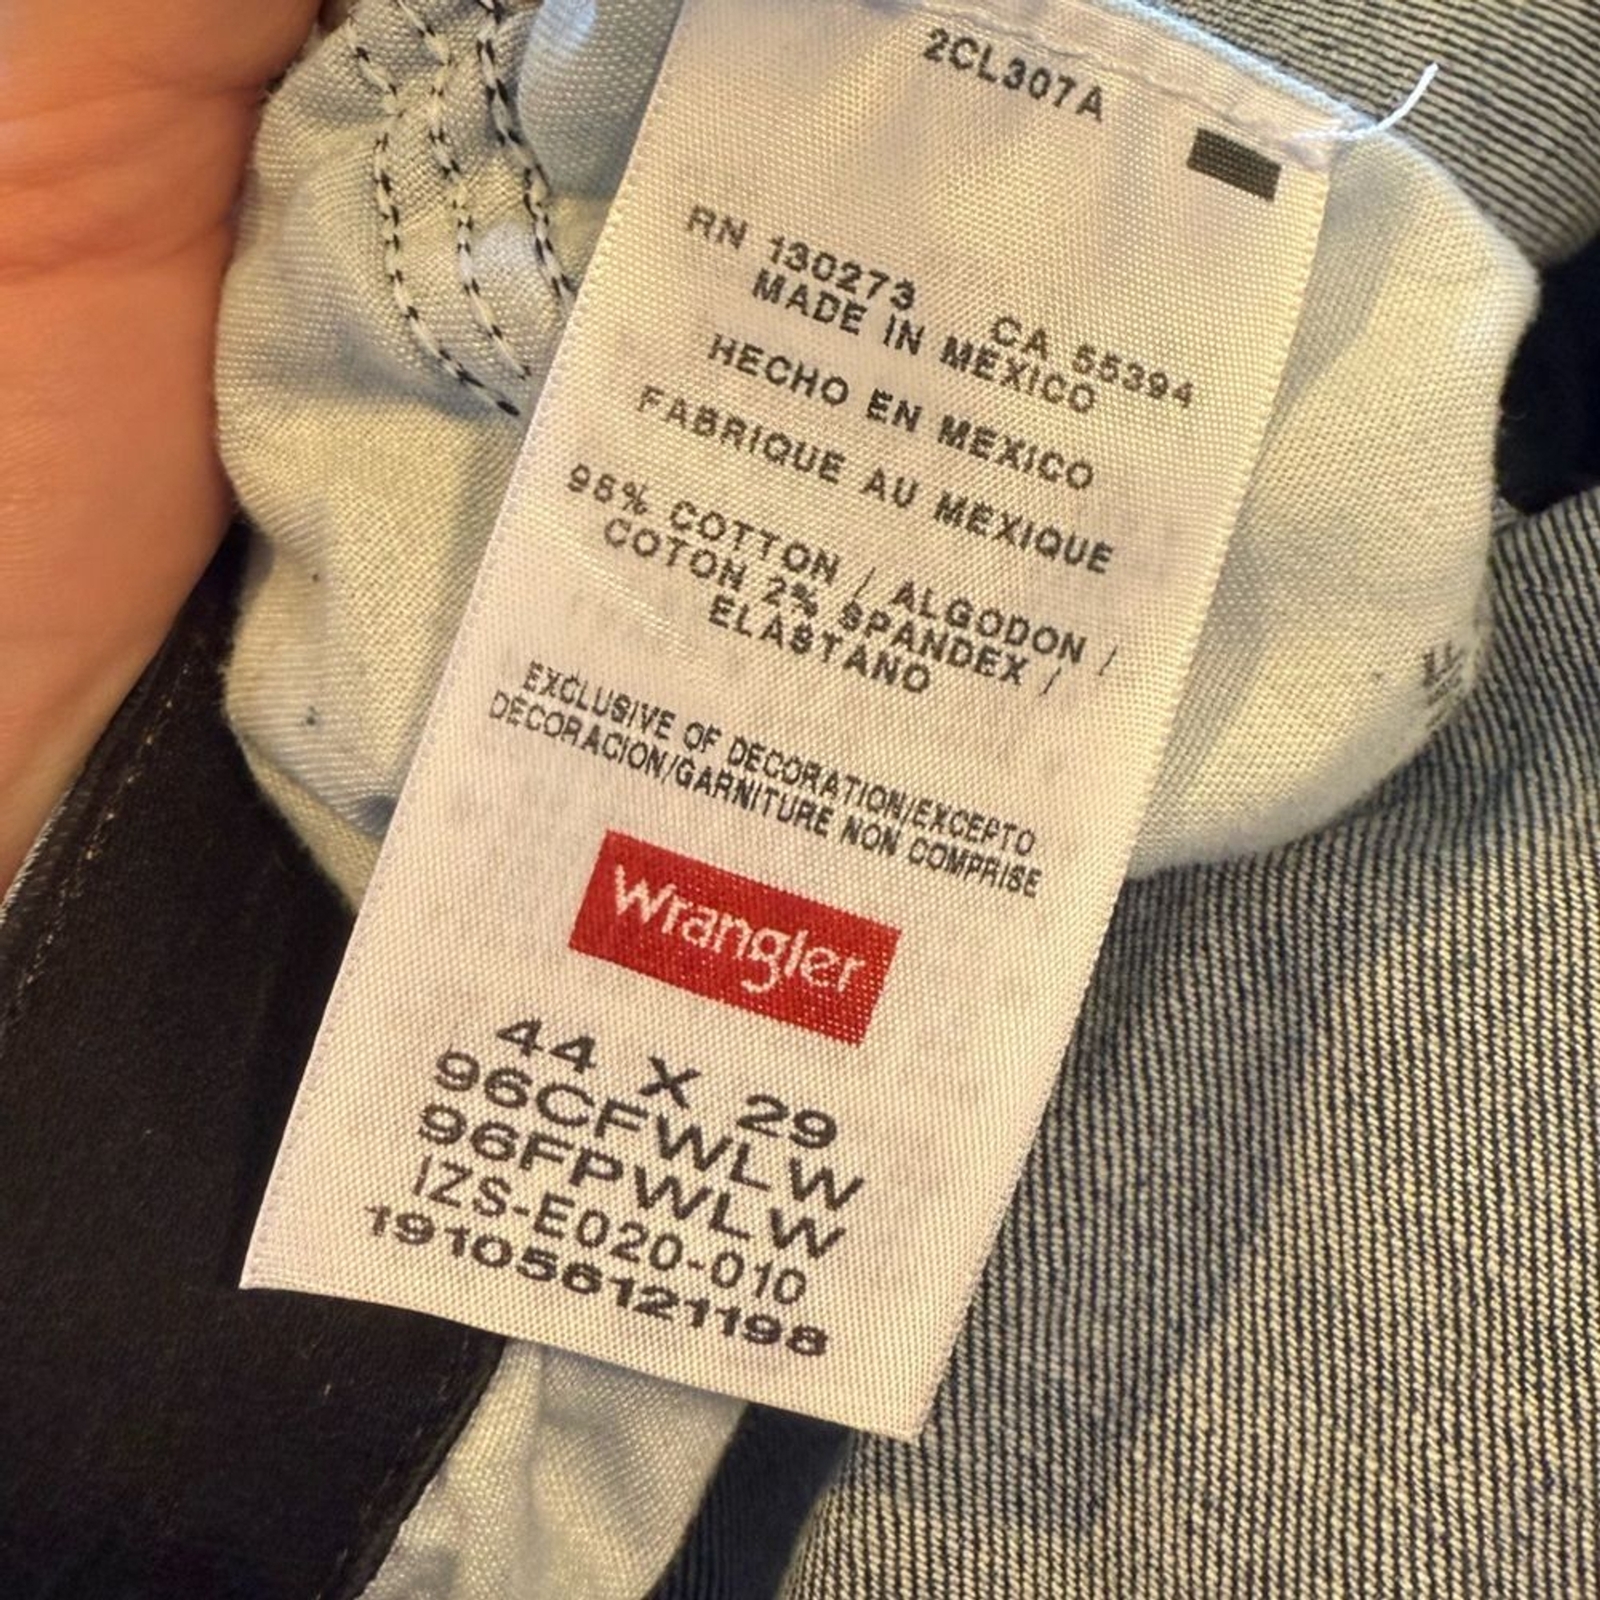 2CL307A
RN 130273 CA 55394
MADE IN MEXICO
HECHO EN MEXICO
FABRIQUE AU MEXIQUE
98% COTTON / ALGODON /
COTON 2% SPANDEX /
ELASTANO
EXCLUSIVE OF DECORATION/EXCEPTO
DECORACION/GARNITURE NON COMPRISE
Wrangler
44 X 29
96CFWLW
96FPWLW
IZS-E020-010
191056121198